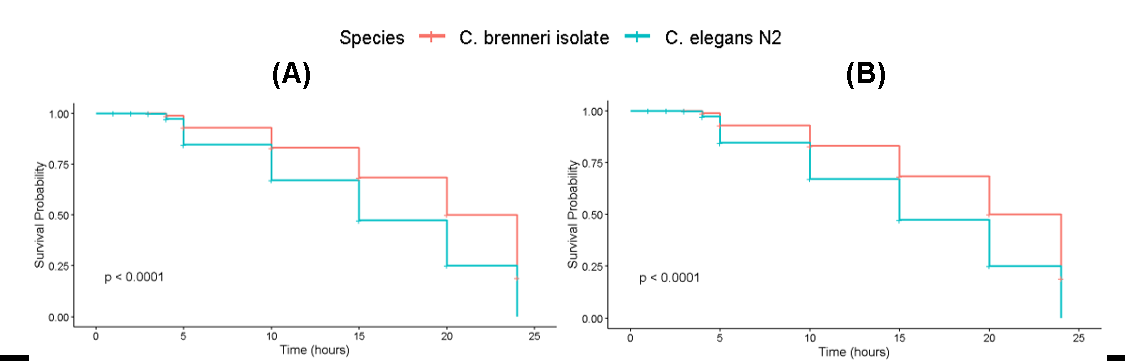 Species C. brenneri isolate C. elegans N2
(A) (B)
Survival Probability
1.00
0.75
0.50
0.25
0.00
p < 0.0001
0 5 10 15 20 25
Time (hours)
Survival Probability
1.00
0.75
0.50
0.25
0.00
p < 0.0001
0 5 10 15 20 25
Time (hours)